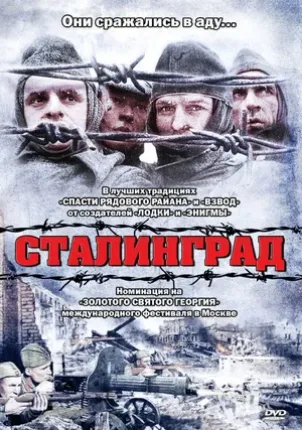 Они сражались в аду...
В лучших традициях
«СПАСТИ РЯДОВОГО РАЙАНА» и «ВЗВОД»
от создателей «ЛОДКИ» и «ЭНИГМЫ»
СТАЛИНГРАД
Номинация на
«ЗОЛОТОГО СВЯТОГО ГЕОРГИЯ»
международного фестиваля в Москве
DVD